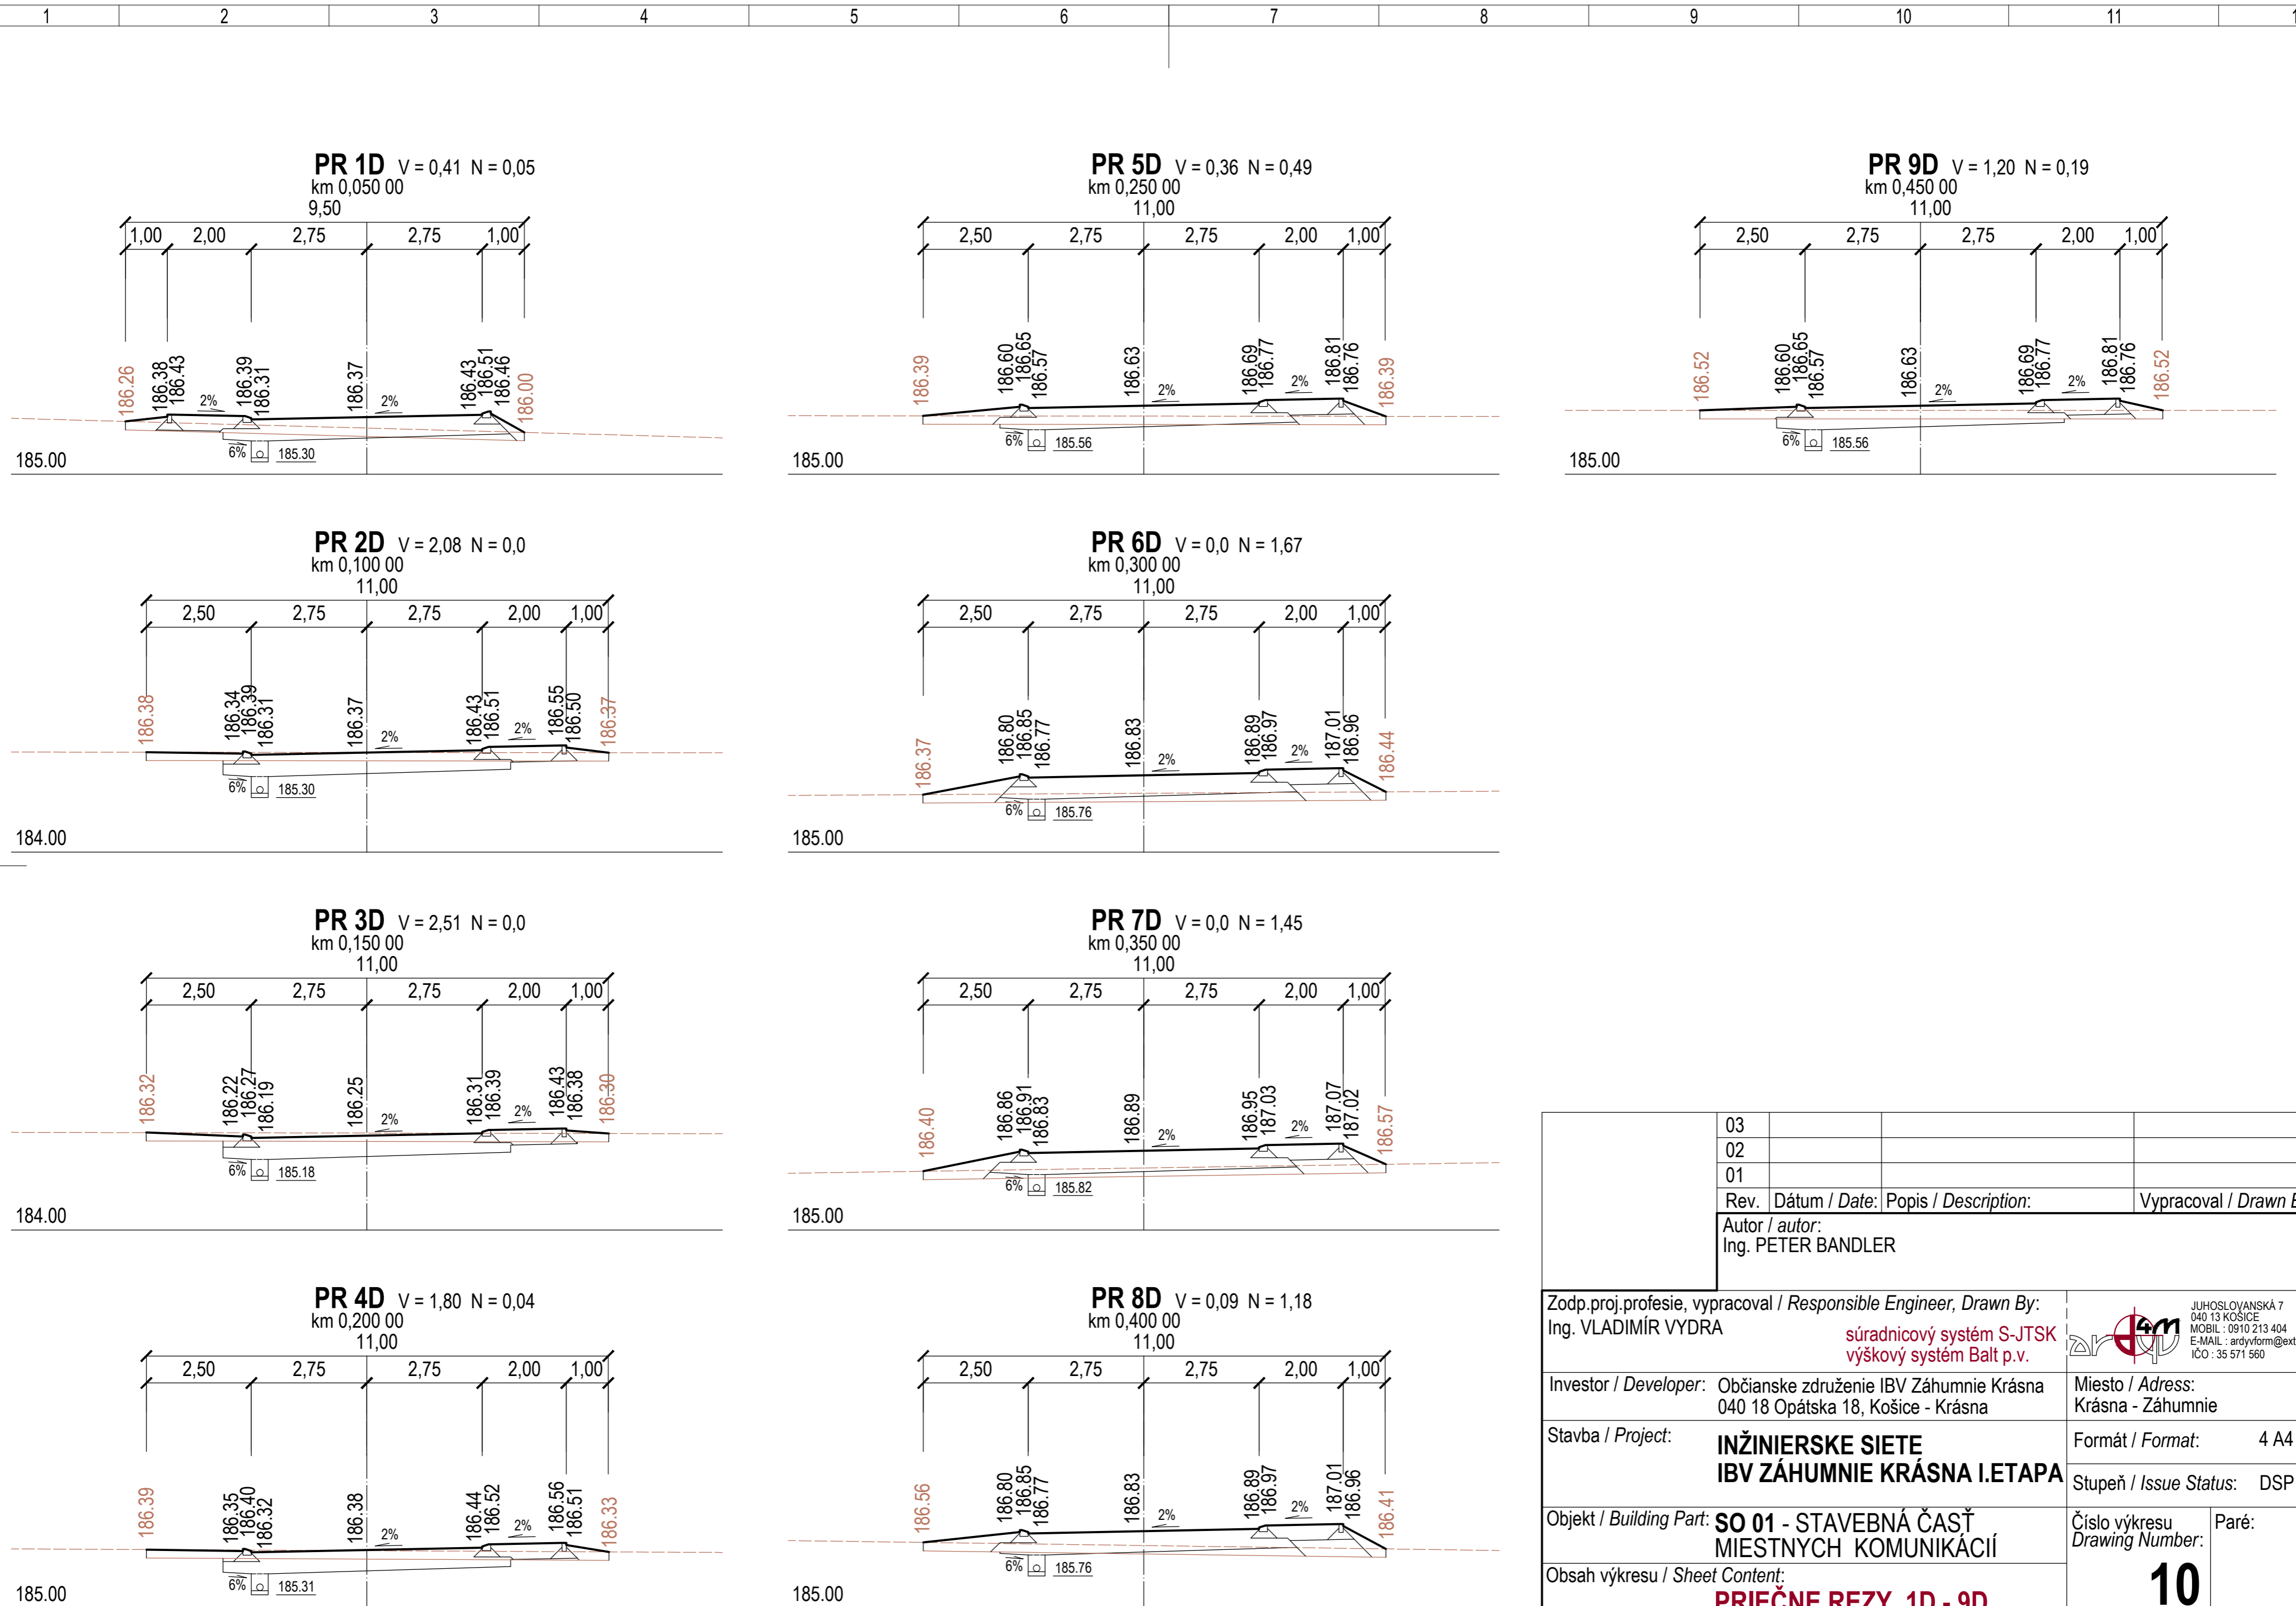 1 2 3 4 5 6 7 8 9 10 11
PR 1D V = 0,41 N = 0,05
km 0,050 00
9,50
1,00 2,00 2,75 2,75 1,00
186.26 186.38 186.43 186.39 186.31 186.37 186.43 186.51 186.46 186.00
2% 2%
6% 185.30
185.00
PR 2D V = 2,08 N = 0,0
km 0,100 00
11,00
2,50 2,75 2,75 2,00 1,00
186.38 186.34 186.39 186.31 186.37 186.43 186.51 186.55 186.50 186.37
2% 2%
6% 185.30
184.00
PR 3D V = 2,51 N = 0,0
km 0,150 00
11,00
2,50 2,75 2,75 2,00 1,00
186.32 186.22 186.27 186.19 186.25 186.31 186.39 186.43 186.38 186.30
2% 2%
6% 185.18
184.00
PR 4D V = 1,80 N = 0,04
km 0,200 00
11,00
2,50 2,75 2,75 2,00 1,00
186.39 186.35 186.40 186.32 186.38 186.44 186.52 186.56 186.51 186.33
2% 2%
6% 185.31
185.00
PR 5D V = 0,36 N = 0,49
km 0,250 00
11,00
2,50 2,75 2,75 2,00 1,00
186.39 186.60 186.65 186.57 186.63 186.69 186.77 186.81 186.76 186.39
2% 2%
6% 185.56
185.00
PR 6D V = 0,0 N = 1,67
km 0,300 00
11,00
2,50 2,75 2,75 2,00 1,00
186.37 186.80 186.85 186.77 186.83 186.89 186.97 187.01 186.96 186.44
2% 2%
6% 185.76
185.00
PR 7D V = 0,0 N = 1,45
km 0,350 00
11,00
2,50 2,75 2,75 2,00 1,00
186.40 186.86 186.91 186.83 186.89 186.95 187.03 187.07 187.02 186.57
2% 2%
6% 185.82
185.00
PR 8D V = 0,09 N = 1,18
km 0,400 00
11,00
2,50 2,75 2,75 2,00 1,00
186.56 186.80 186.85 186.77 186.83 186.89 186.97 187.01 186.96 186.41
2% 2%
6% 185.76
185.00
PR 9D V = 1,20 N = 0,19
km 0,450 00
11,00
2,50 2,75 2,75 2,00 1,00
186.52 186.60 186.65 186.57 186.63 186.69 186.77 186.81 186.76 186.52
2% 2%
6% 185.56
185.00
03
02
01
Rev. Dátum / Date: Popis / Description: Vypracoval / Drawn
Autor / autor:
Ing. PETER BANDLER
Zodp.proj.profesie, vypracoval / Responsible Engineer, Drawn By:
Ing. VLADIMÍR VYDRA
súradnicový systém S-JTSK
výškový systém Balt p.v.
JUHOSLOVANSKÁ 7
040 13 KOŠICE
MOBIL : 0910 213 404
E-MAIL : ardyvform@ext
IČO : 35 571 560
Investor / Developer: Občianske združenie IBV Záhumnie Krásna
040 18 Opátska 18, Košice - Krásna
Miesto / Adress:
Krásna - Záhumnie
Stavba / Project: INŽINIERSKE SIETE
IBV ZÁHUMNIE KRÁSNA I.ETAPA
Formát / Format: 4 A4
Stupeň / Issue Status: DSP
Objekt / Building Part: SO 01 - STAVEBNÁ ČASŤ
MIESTNYCH KOMUNIKÁCIÍ
Číslo výkresu
Drawing Number:
10
Paré:
Obsah výkresu / Sheet Content:
PRIEČNE REZY 1D - 9D